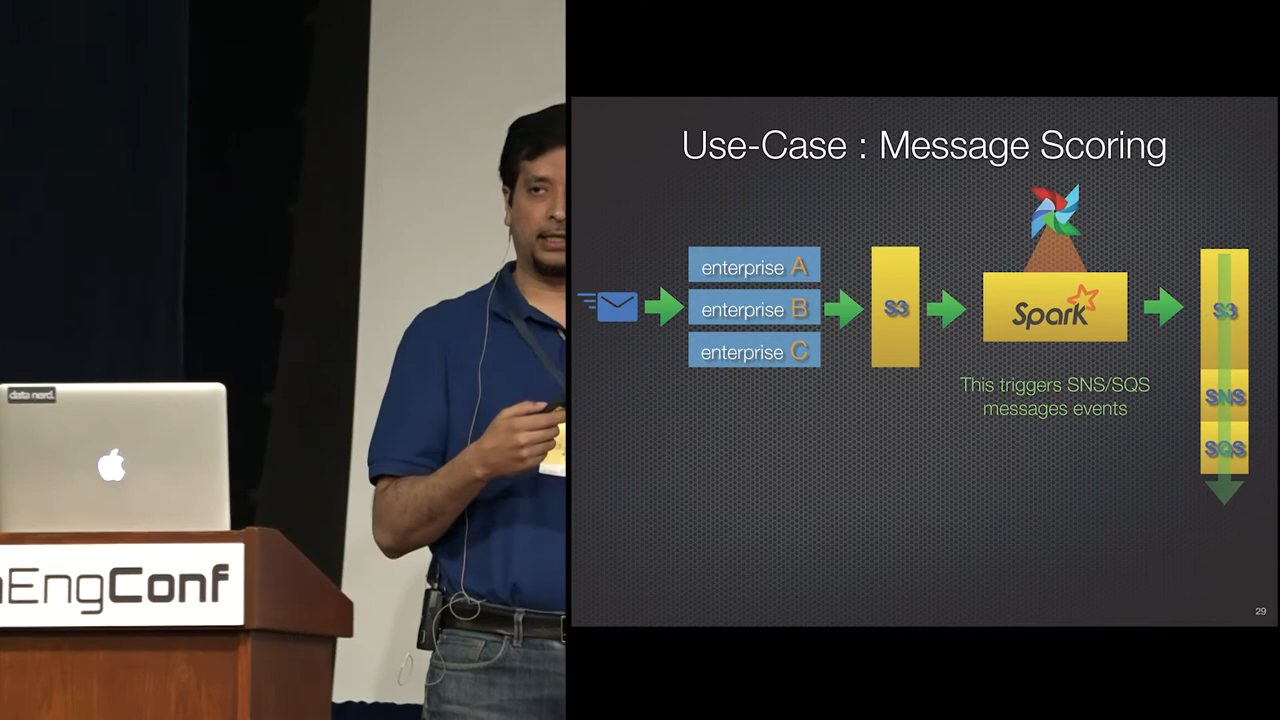 data nerd.
EngConf
Use-Case : Message Scoring
enterprise A
enterprise B
enterprise C
S3
Spark
This triggers SNS/SQS
messages events
S3
SNS
SQS
29